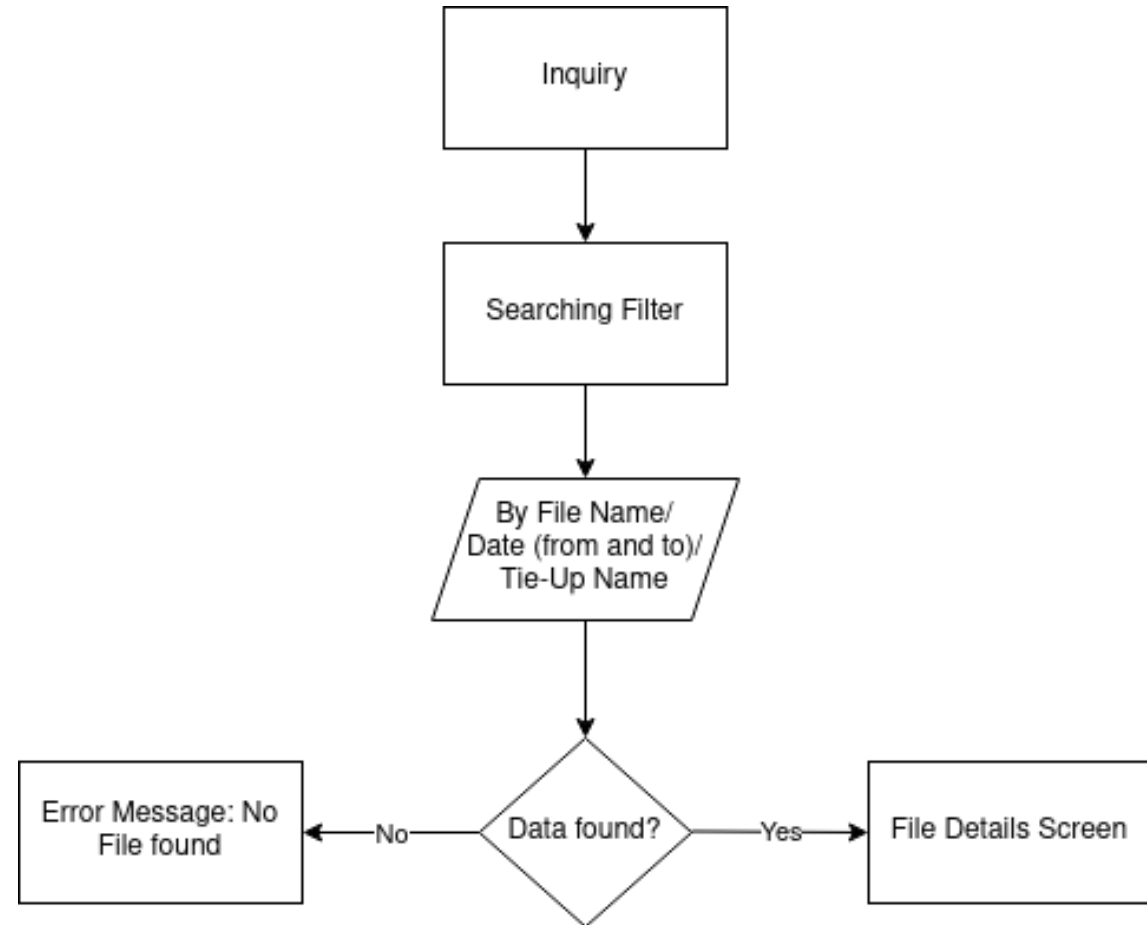 Inquiry
Searching Filter
By File Name/
Date (from and to)/
Tie-Up Name
Error Message: No
File found
No
Data found?
Yes
File Details Screen